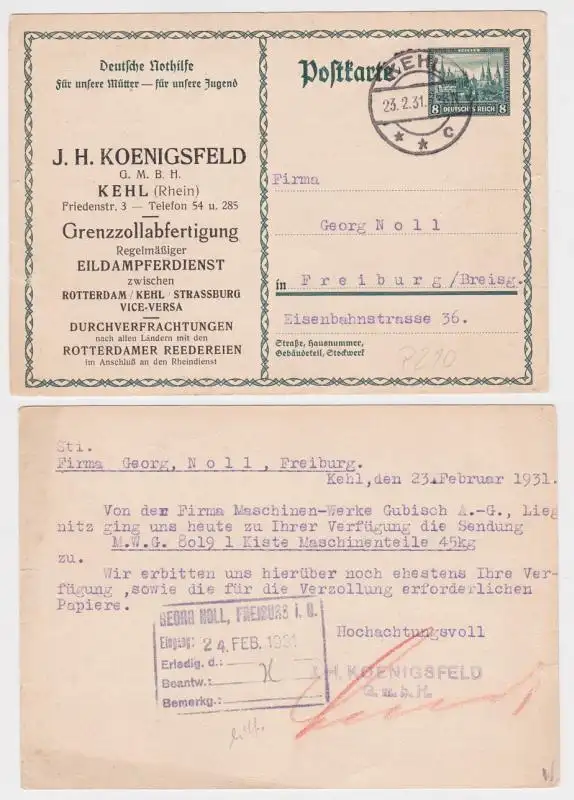 Deutsche Nothilfe
Für unsere Mütter — für unsere Jugend
J. H. KOENIGSFELD
G. M. B. H.
KEHL (Rhein)
Friedenstr. 3 — Telefon 54 u. 285
Grenzzollabfertigung
Regelmäßiger
EILDAMPFERDIENST
zwischen
ROTTERDAM / KEHL / STRASSBURG
VICE-VERSA
DURCHVERFRACHTUNGEN
nach allen Ländern mit den
ROTTERDAMER REEDEREIEN
im Anschluß an den Rheindienst
Postkarte
KEHL
23.2.31.
* * c
8 DEUTSCHES REICH 8
Firma
Georg Noll
in Freiburg/Breisg.
Eisenbahnstrasse 36.
Straße, Hausnummer,
Gebäudeteil, Stockwerk
P210
Sti.
Firma Georg, Noll, Freiburg.
Kehl,den 23.Februar 1931.
Von der Firma Maschinen-Werke Gubisch A.-G., Lieg
nitz ging uns heute zu Ihrer Verfügung die Sendung
M.W.G. 8019 1 Kiste Maschinenteile 45kg
zu.
Wir erbitten uns hierüber noch ehestens Ihre Ver-
fügung ,sowie die für die Verzollung erforderlichen
Papiere.
Hochachtungsvoll
GEORG NOLL, FREIBURG i. B.
Eingang: 24. FEB. 1931
Erledig. d.:
Beantw.:
Bemerkg.:
J.H. KOENIGSFELD
G.m.b.H.